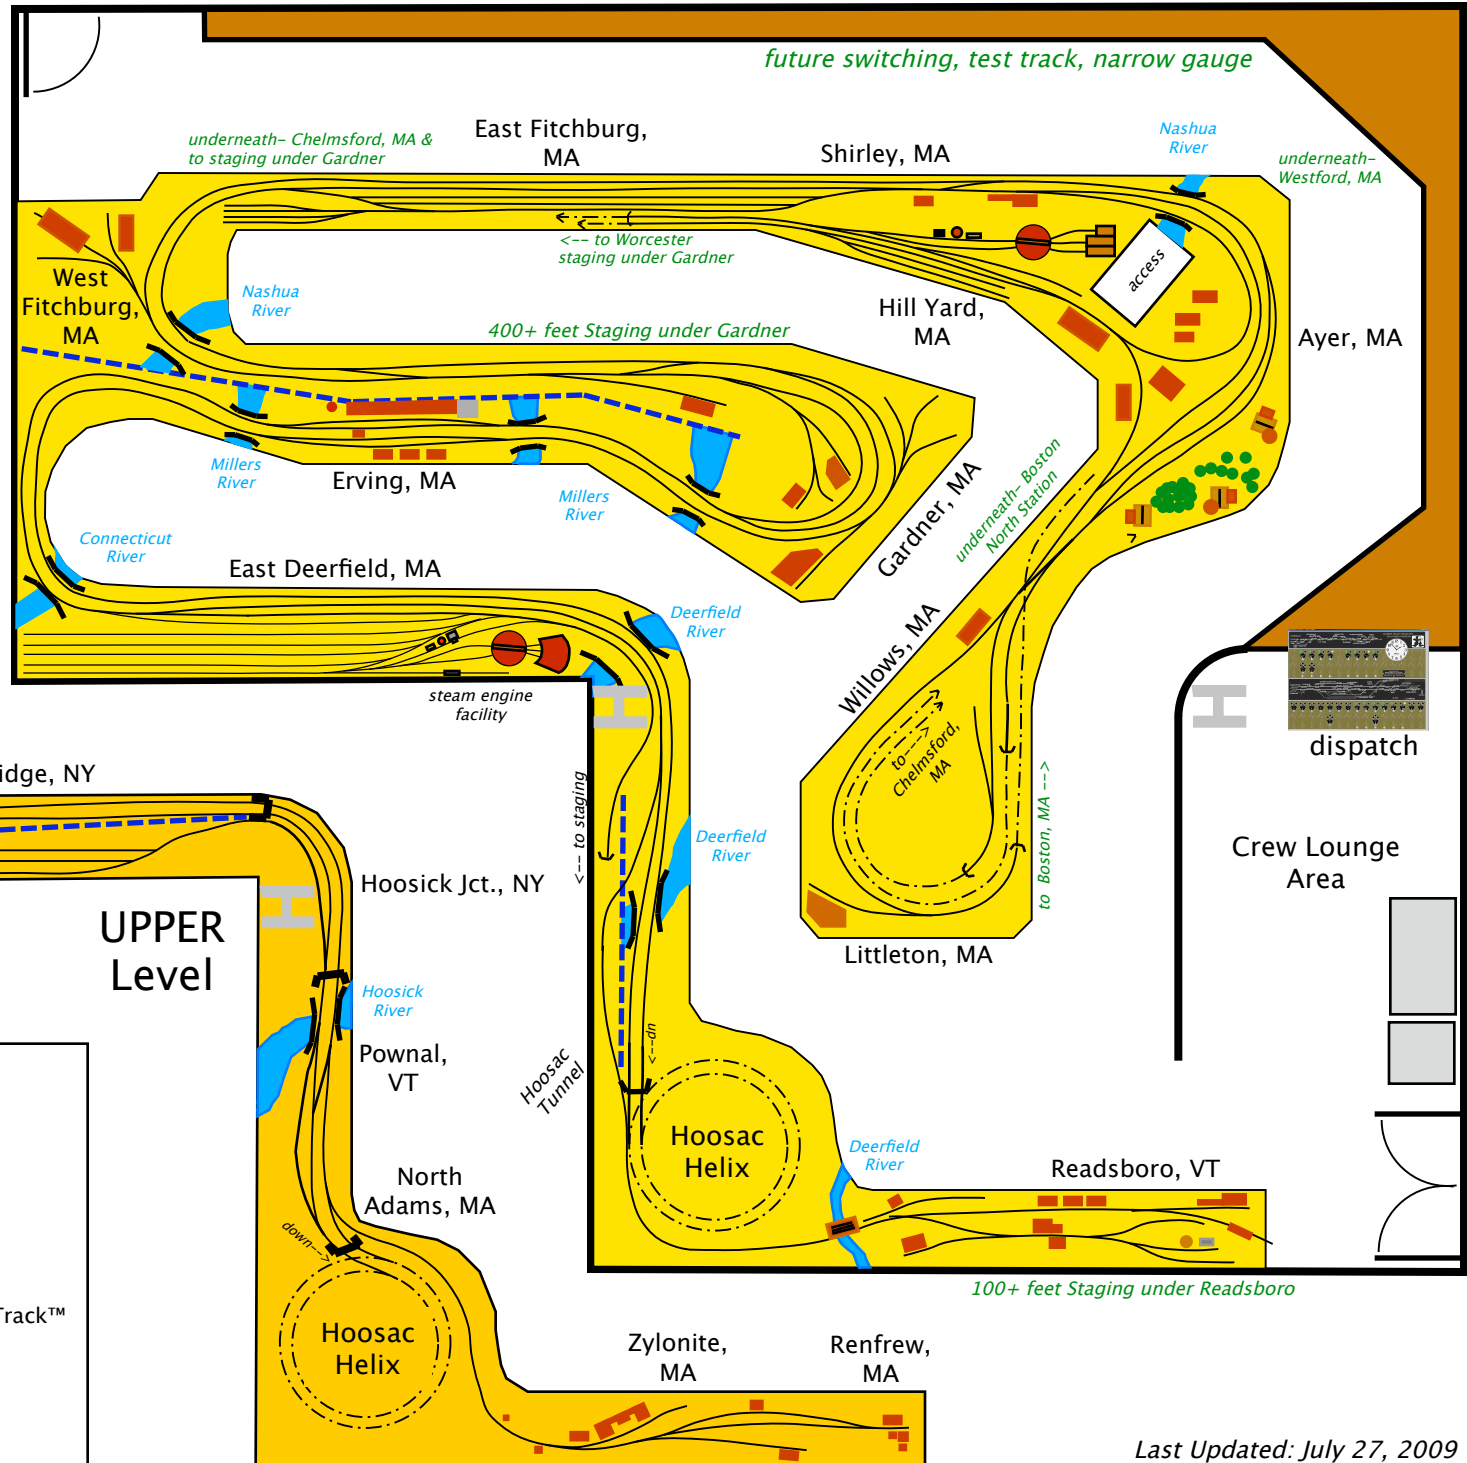 future switching, test track, narrow gauge
underneath– Chelmsford, MA &
to staging under Gardner
East Fitchburg,
MA
Shirley, MA
Nashua
River
underneath–
Westford, MA
<-- to Worcester
staging under Gardner
access
West
Fitchburg,
MA
Nashua
River
400+ feet Staging under Gardner
Hill Yard,
MA
Ayer, MA
Millers
River
Erving, MA
Millers
River
Gardner, MA
underneath– Boston
North Station
Connecticut
River
East Deerfield, MA
Deerfield
River
Willows, MA
steam engine
facility
to---->
Chelmsford,
MA
dispatch
idge, NY
<-- to staging
Deerfield
River
to Boston, MA --->
Crew Lounge
Area
Hoosick Jct., NY
UPPER
Level
Littleton, MA
Hoosick
River
Pownal,
VT
Hoosac
Tunnel
<--up
Hoosac
Helix
Deerfield
River
Readsboro, VT
North
Adams, MA
down-->
100+ feet Staging under Readsboro
Track™
Hoosac
Helix
Zylonite,
MA
Renfrew,
MA
Last Updated: July 27, 2009